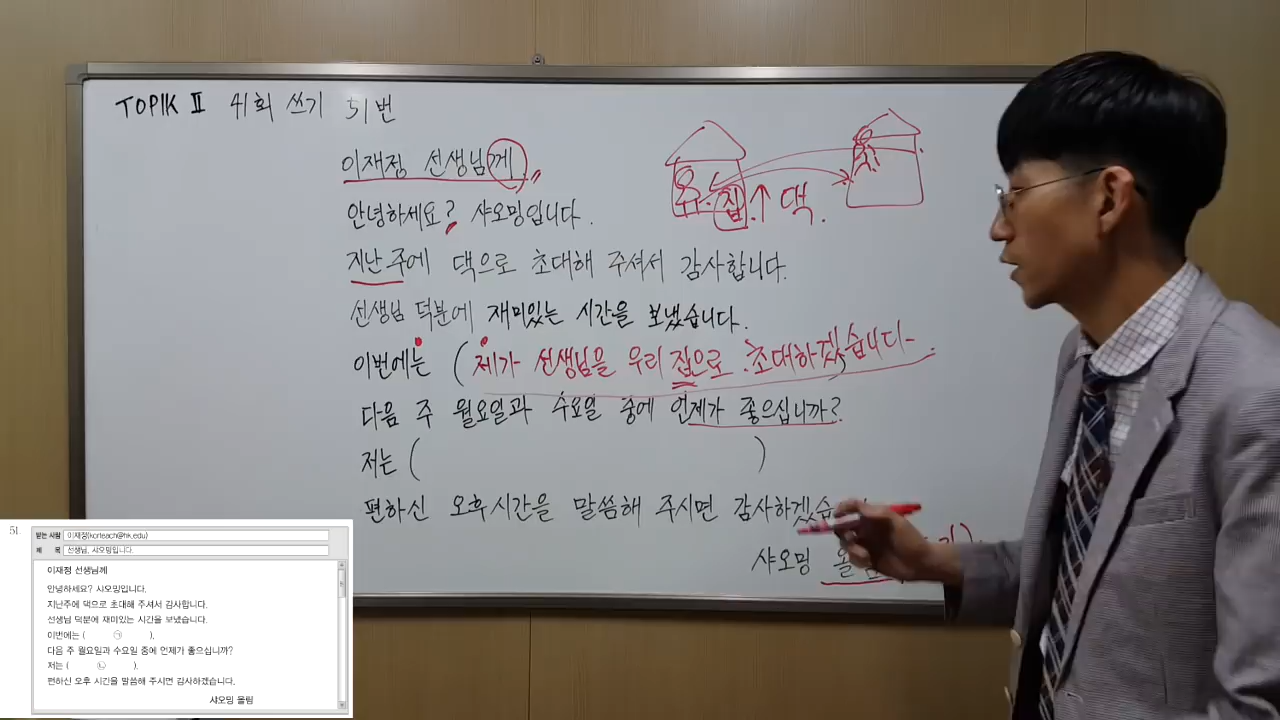 TOPIK II 41회 쓰기 51번
이재정 선생님께
안녕하세요? 샤오밍입니다.
지난 주에 댁으로 초대해 주셔서 감사합니다.
선생님 덕분에 재미있는 시간을 보냈습니다.
이번에는 (제가 선생님을 우리 집으로 초대하겠습니다.
다음 주 월요일과 수요일 중에 언제가 좋으십니까?
저는 ( )
편하신 오후 시간을 말씀해 주시면 감사하겠습
샤오밍
집↑ 댁.
51.
받는 사람 이재정(korteach@hk.edu)
제 목 선생님, 샤오밍입니다.
이재정 선생님께
안녕하세요? 샤오밍입니다.
지난주에 댁으로 초대해 주셔서 감사합니다.
선생님 덕분에 재미있는 시간을 보냈습니다.
이번에는 ( ㉠ ).
다음 주 월요일과 수요일 중에 언제가 좋으십니까?
저는 ( ㉡ ).
편하신 오후 시간을 말씀해 주시면 감사하겠습니다.
샤오밍 올림